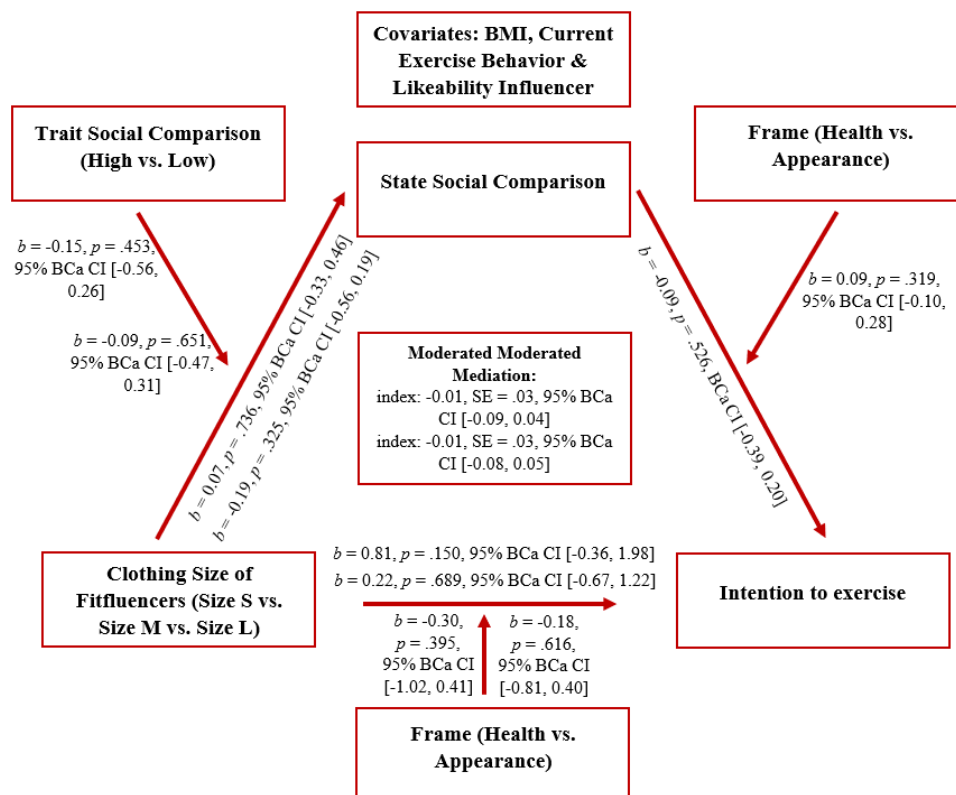 Covariates: BMI, Current
Exercise Behavior &
Likeability Influencer
Trait Social Comparison
(High vs. Low)
State Social Comparison
Frame (Health vs.
Appearance)
b = -0.15, p = .453,
95% BCa CI [-0.56,
0.26]
b = -0.09, p = .651,
95% BCa CI [-0.47,
0.31]
b = 0.07, p = .736, 95% BCa CI [-0.33, 0.46]
b = -0.19, p = .325, 95% BCa CI [-0.56, 0.19]
b = -0.09, p = .526, BCa CI [-0.39, 0.20]
b = 0.09, p = .319,
95% BCa CI [-0.10,
0.28]
Moderated Moderated
Mediation:
index: -0.01, SE = .03, 95% BCa
CI [-0.09, 0.04]
index: -0.01, SE = .03, 95% BCa
CI [-0.08, 0.05]
Clothing Size of
Fitfluencers (Size S vs.
Size M vs. Size L)
b = 0.81, p = .150, 95% BCa CI [-0.36, 1.98]
b = 0.22, p = .689, 95% BCa CI [-0.67, 1.22]
Intention to exercise
b = -0.30,
p = .395,
95% BCa CI
[-1.02, 0.41]
b = -0.18,
p = .616,
95% BCa CI
[-0.81, 0.40]
Frame (Health vs.
Appearance)